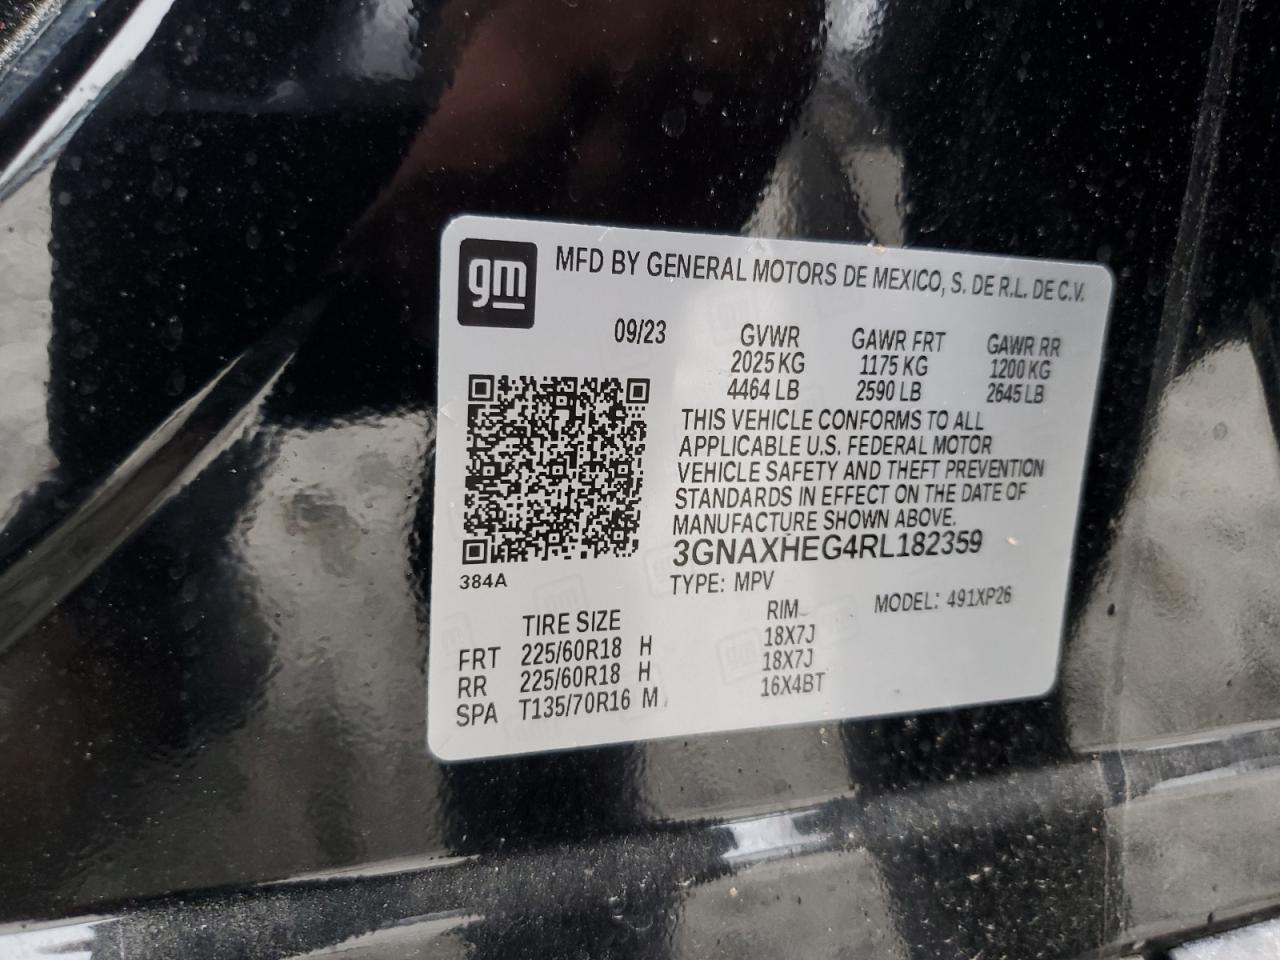 gm
MFD BY GENERAL MOTORS DE MEXICO, S. DE R.L. DE C.V.
09/23 GVWR GAWR FRT GAWR RR
2025 KG 1175 KG 1200 KG
4464 LB 2590 LB 2645 LB
THIS VEHICLE CONFORMS TO ALL
APPLICABLE U.S. FEDERAL MOTOR
VEHICLE SAFETY AND THEFT PREVENTION
STANDARDS IN EFFECT ON THE DATE OF
MANUFACTURE SHOWN ABOVE.
3GNAXHEG4RL182359
384A
TYPE: MPV MODEL: 491XP26
TIRE SIZE RIM
FRT 225/60R18 H 18X7J
RR 225/60R18 H 18X7J
SPA T135/70R16 M 16X4BT